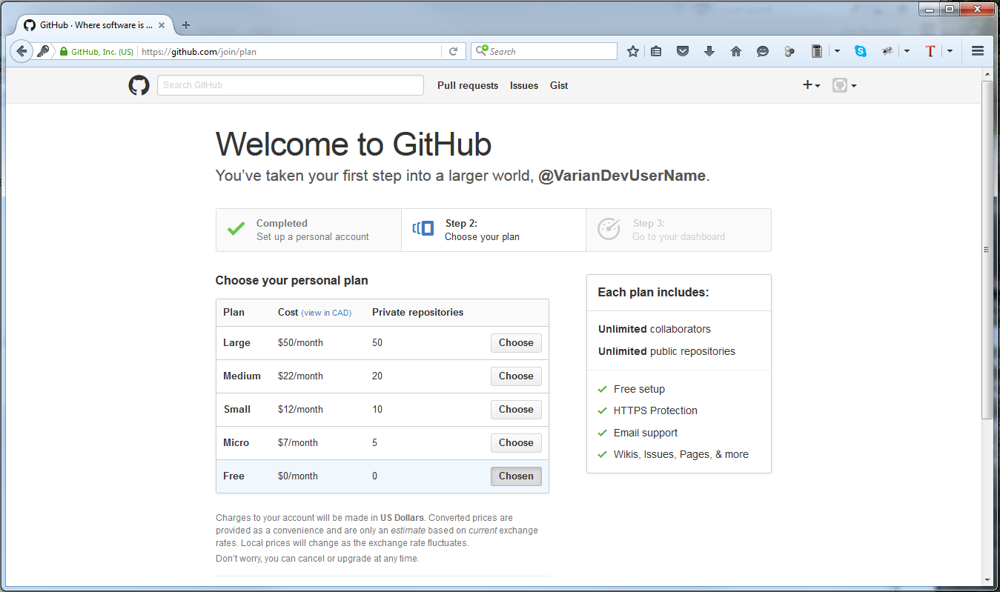 GitHub · Where software is ...
GitHub, Inc. (US) https://github.com/join/plan Search
Search GitHub Pull requests Issues Gist
Welcome to GitHub
You’ve taken your first step into a larger world, @VarianDevUserName.
Completed
Set up a personal account
Step 2:
Choose your plan
Step 3:
Go to your dashboard
Choose your personal plan
Plan Cost (view in CAD) Private repositories
Large $50/month 50 Choose
Medium $22/month 20 Choose
Small $12/month 10 Choose
Micro $7/month 5 Choose
Free $0/month 0 Chosen
Charges to your account will be made in US Dollars. Converted prices are
provided as a convenience and are only an estimate based on current exchange
rates. Local prices will change as the exchange rate fluctuates.
Don’t worry, you can cancel or upgrade at any time.
Each plan includes:
Unlimited collaborators
Unlimited public repositories
Free setup
HTTPS Protection
Email support
Wikis, Issues, Pages, & more